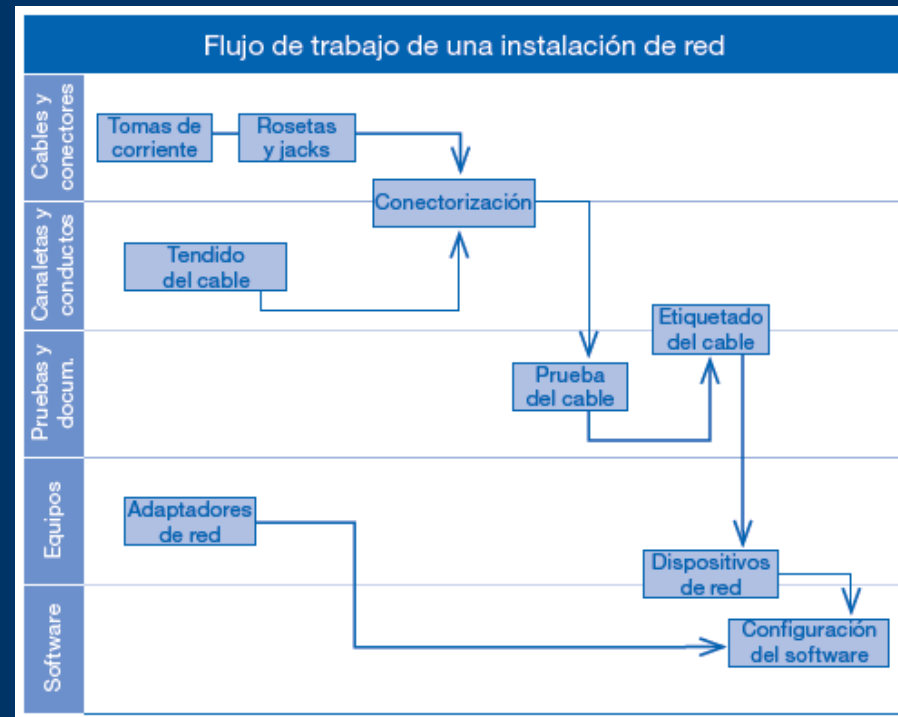 Flujo de trabajo de una instalación de red
Cables y
conectores
Tomas de
corriente
Rosetas
y jacks
Conectorización
Canaletas y
conductos
Tendido
del cable
Etiquetado
del cable
Pruebas y
docum.
Prueba
del cable
Equipos
Adaptadores
de red
Dispositivos
de red
Software
Configuración
del software